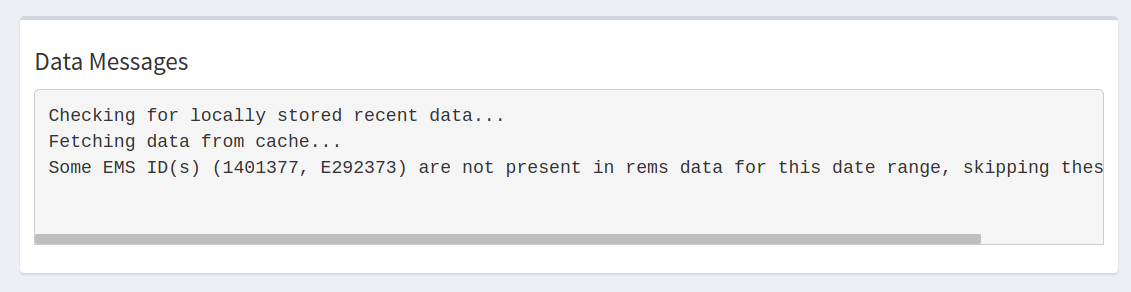 Data Messages
Checking for locally stored recent data...
Fetching data from cache...
Some EMS ID(s) (1401377, E292373) are not present in rems data for this date range, skipping thes